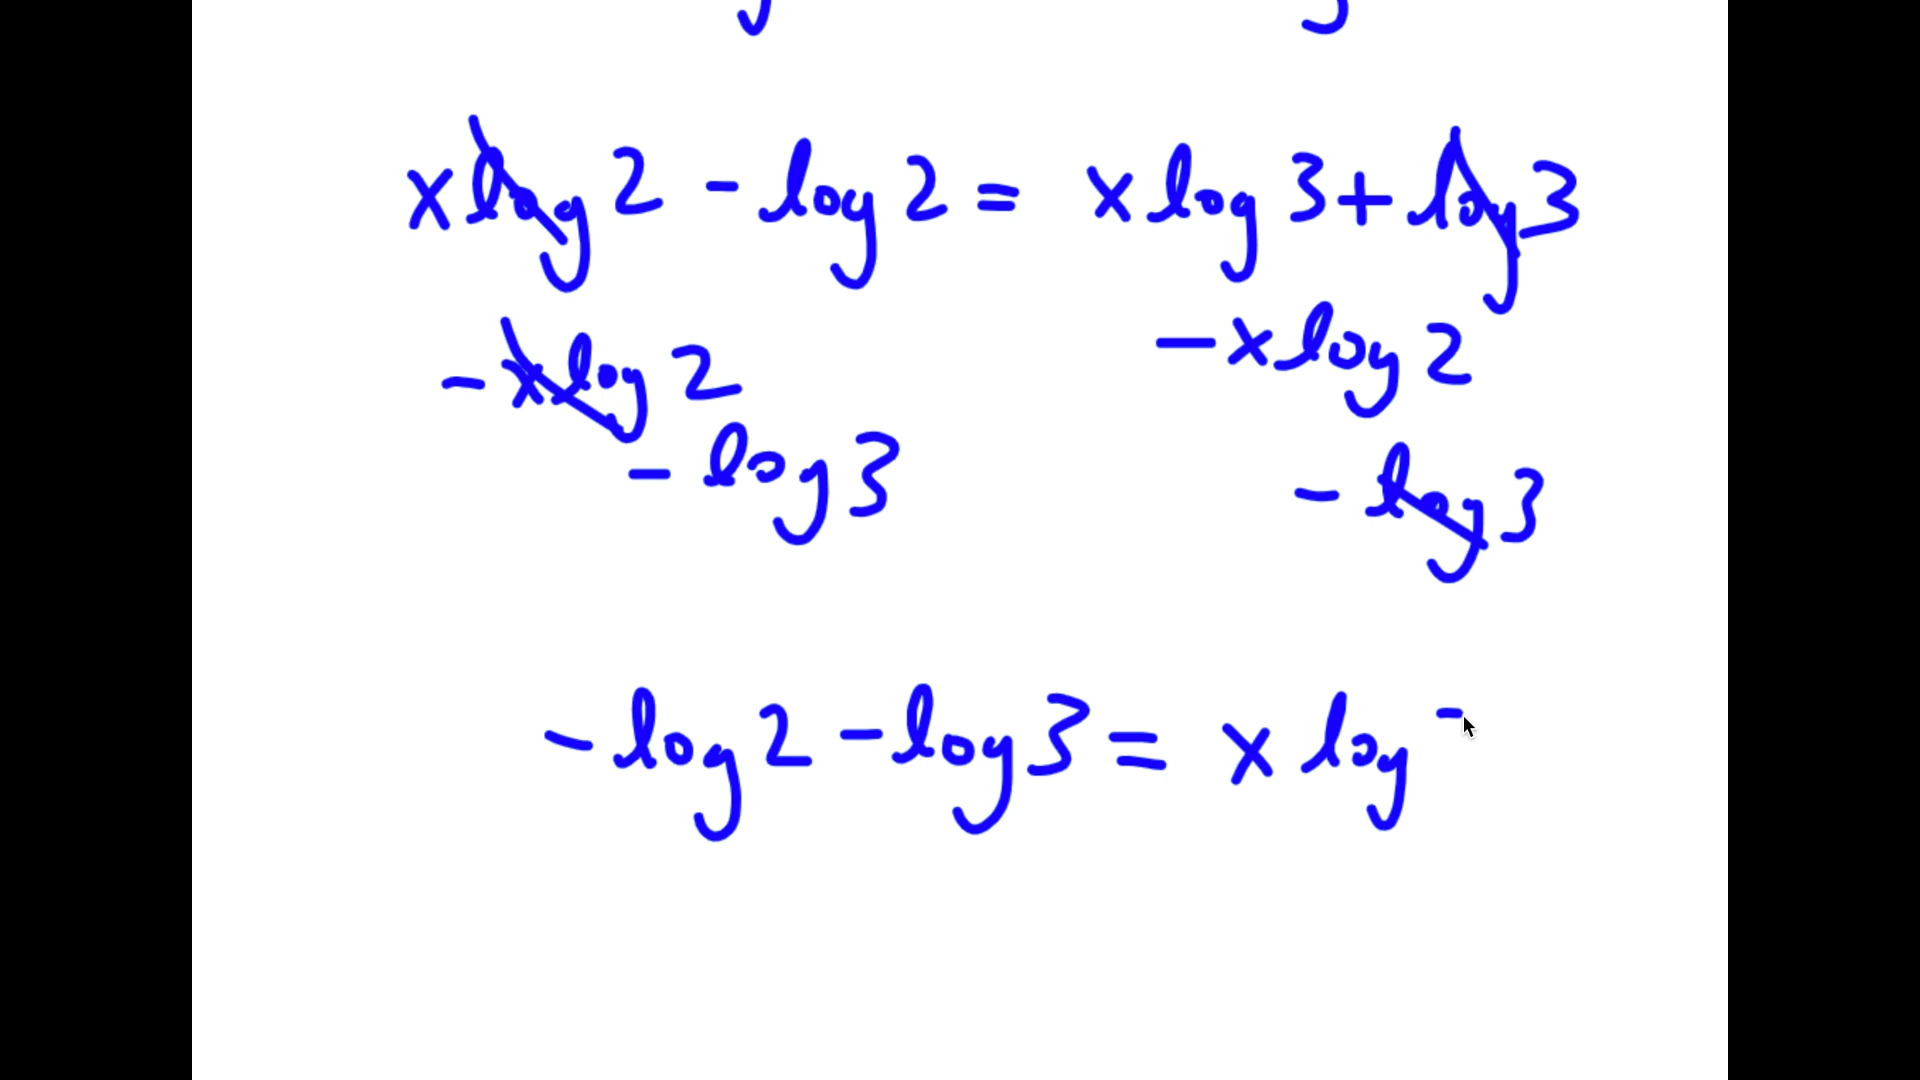 x log 2 - log 2 = x log 3 + log 3
- x log 2 - x log 2
- log 3 - log 3
- log 2 - log 3 = x log